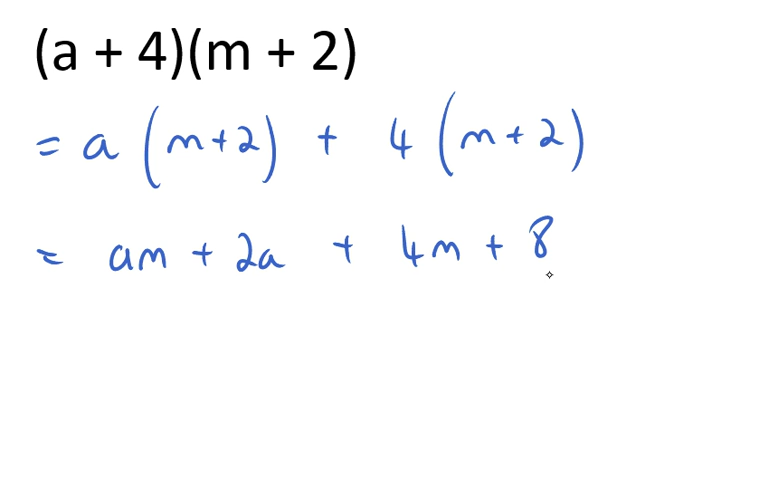 (a + 4)(m + 2)
= a (m+2) + 4 (m+2)
= am + 2a + 4m + 8